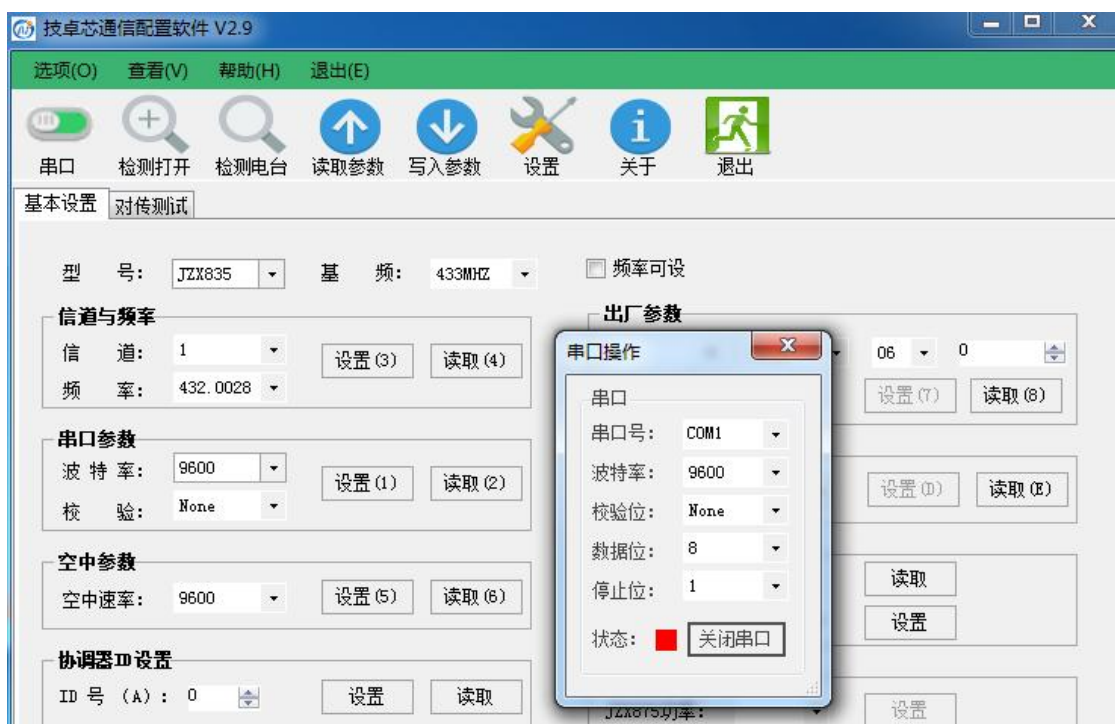 技卓芯通信配置软件 V2.9
选项(O) 查看(V) 帮助(H) 退出(E)
串口 检测打开 检测电台 读取参数 写入参数 设置 关于 退出
基本设置 对传测试
型 号: JZX835 基 频: 433MHZ 频率可设
信道与频率
信 道: 1 设置(3) 读取(4)
频 率: 432.0028
串口参数
波特率: 9600 设置(1) 读取(2)
校 验: None
空中参数
空中速率: 9600 设置(5) 读取(6)
协调器ID设置
ID 号 (A): 0 设置 读取
出厂参数
06 0
设置(7) 读取(8)
设置(D) 读取(E)
读取
设置
设置
串口操作
串口
串口号: COM1
波特率: 9600
校验位: None
数据位: 8
停止位: 1
状态: 关闭串口